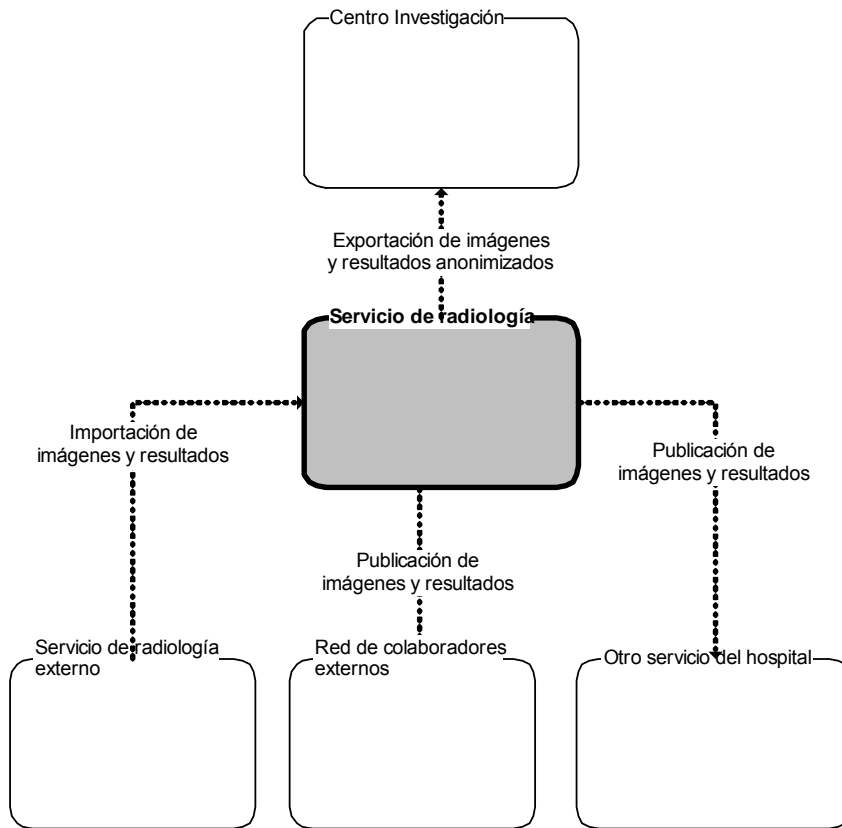 Centro Investigación
Exportación de imágenes
y resultados anonimizados
Servicio de radiología
Importación de
imágenes y resultados
Publicación de
imágenes y resultados
Publicación de
imágenes y resultados
Servicio de radiología
externo
Red de colaboradores
externos
Otro servicio del hospital